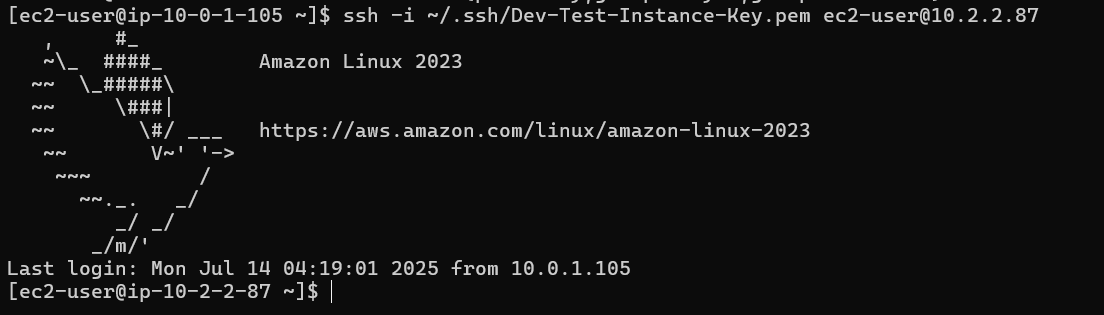 [ec2-user@ip-10-0-1-105 ~]$ ssh -i ~/.ssh/Dev-Test-Instance-Key.pem ec2-user@10.2.2.87
   ,     #_
   ~\_  ####_        Amazon Linux 2023
  ~~  \_#####\
  ~~     \###|
  ~~       \#/ ___   https://aws.amazon.com/linux/amazon-linux-2023
   ~~       V~' '->
    ~~~         /
      ~~._.   _/
         _/ _/
       _/m/'
Last login: Mon Jul 14 04:19:01 2025 from 10.0.1.105
[ec2-user@ip-10-2-2-87 ~]$